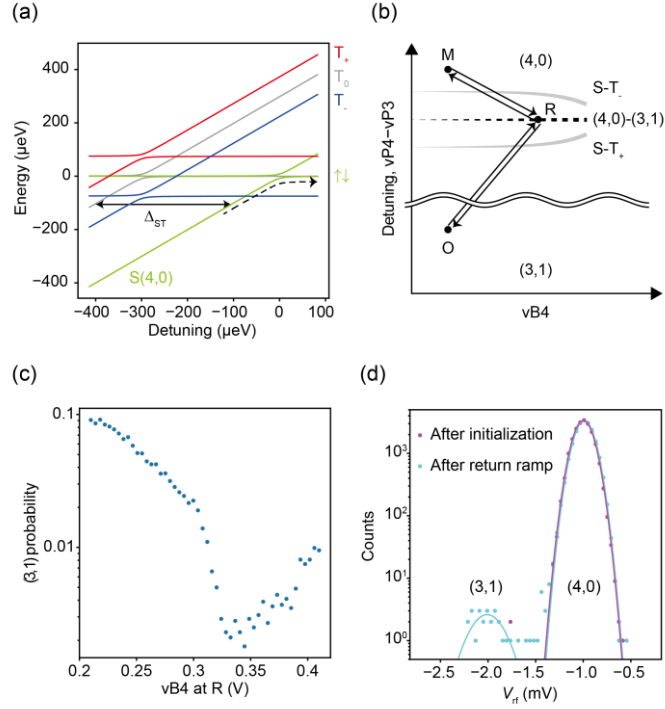 (a)
400
200
0
−200
−400
Energy (μeV)
−400 −300 −200 −100 0 100
Detuning (μeV)
T+
T0
T-
↑↓
ΔST
S(4,0)
(b)
Detuning, vP4−vP3
vB4
M
(4,0)
S-T-
R
(4,0)-(3,1)
S-T+
O
(3,1)
(c)
0.1
0.01
(3,1) probability
0.20 0.25 0.30 0.35 0.40
vB4 at R (V)
(d)
10³
10²
10¹
10⁰
Counts
After initialization
After return ramp
(3,1)
(4,0)
−2.5 −2.0 −1.5 −1.0 −0.5
Vrf (mV)